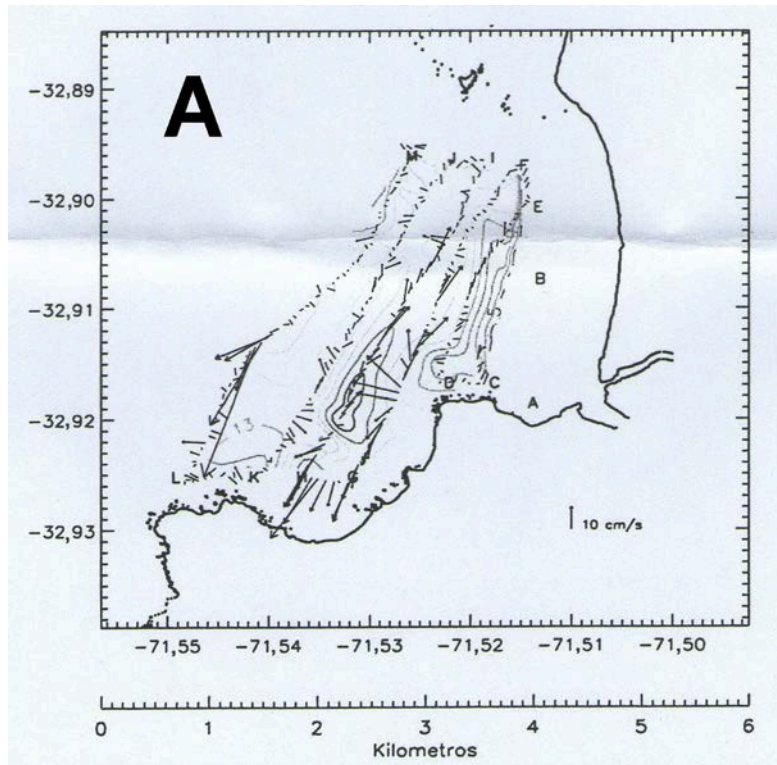 A
-32,89
M J I F
-32,90
E
H
B
-32,91
D C
-32,92
A
13
L K G
-32,93
10 cm/s
-71,55 -71,54 -71,53 -71,52 -71,51 -71,50
0 1 2 3 4 5 6
Kilometros